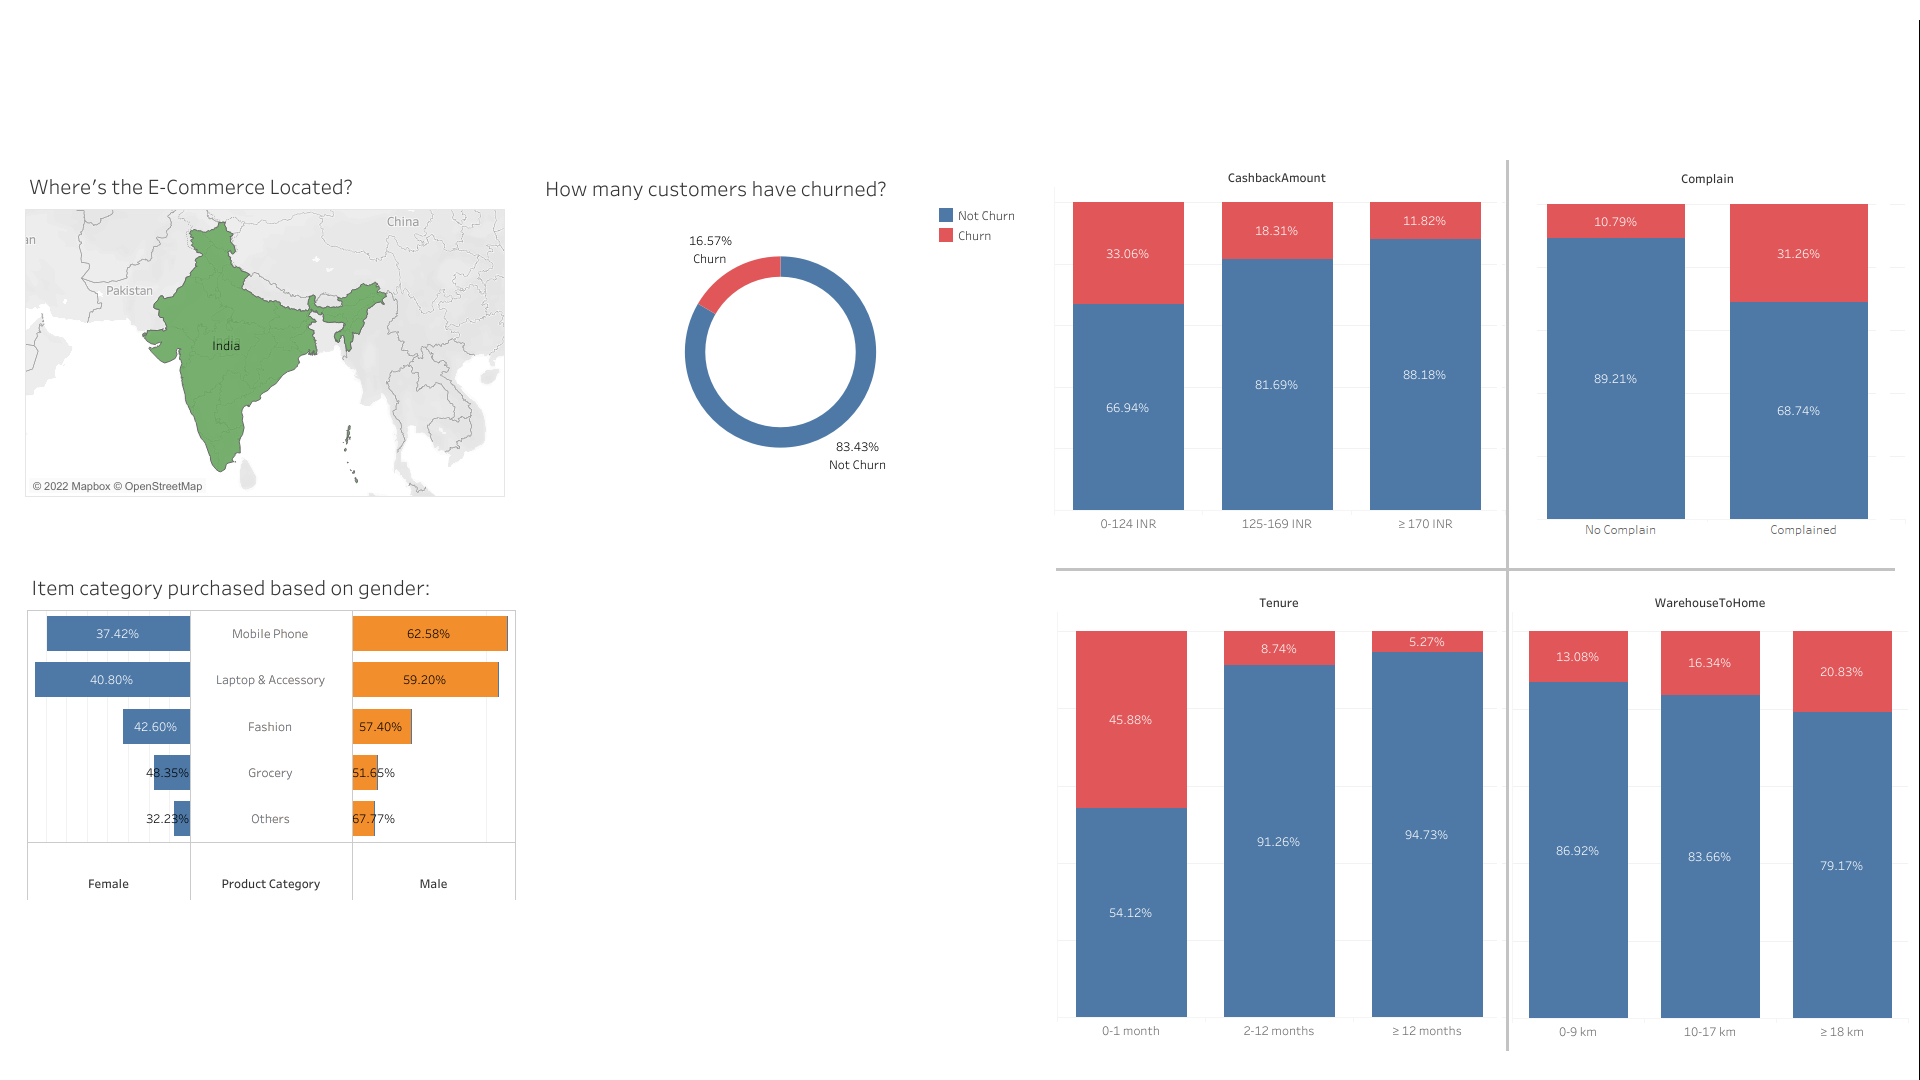 Where's the E-Commerce Located?
an
China
Pakistan
India
© 2022 Mapbox © OpenStreetMap
How many customers have churned?
Not Churn
Churn
16.57%
Churn
83.43%
Not Churn
Item category purchased based on gender:
37.42% Mobile Phone 62.58%
40.80% Laptop & Accessory 59.20%
42.60% Fashion 57.40%
48.35% Grocery 51.65%
32.23% Others 67.77%
Female Product Category Male
CashbackAmount
33.06% 18.31% 11.82%
66.94% 81.69% 88.18%
0-124 INR 125-169 INR ≥ 170 INR
Complain
10.79% 31.26%
89.21% 68.74%
No Complain Complained
Tenure
45.88% 8.74% 5.27%
54.12% 91.26% 94.73%
0-1 month 2-12 months ≥ 12 months
WarehouseToHome
13.08% 16.34% 20.83%
86.92% 83.66% 79.17%
0-9 km 10-17 km ≥ 18 km